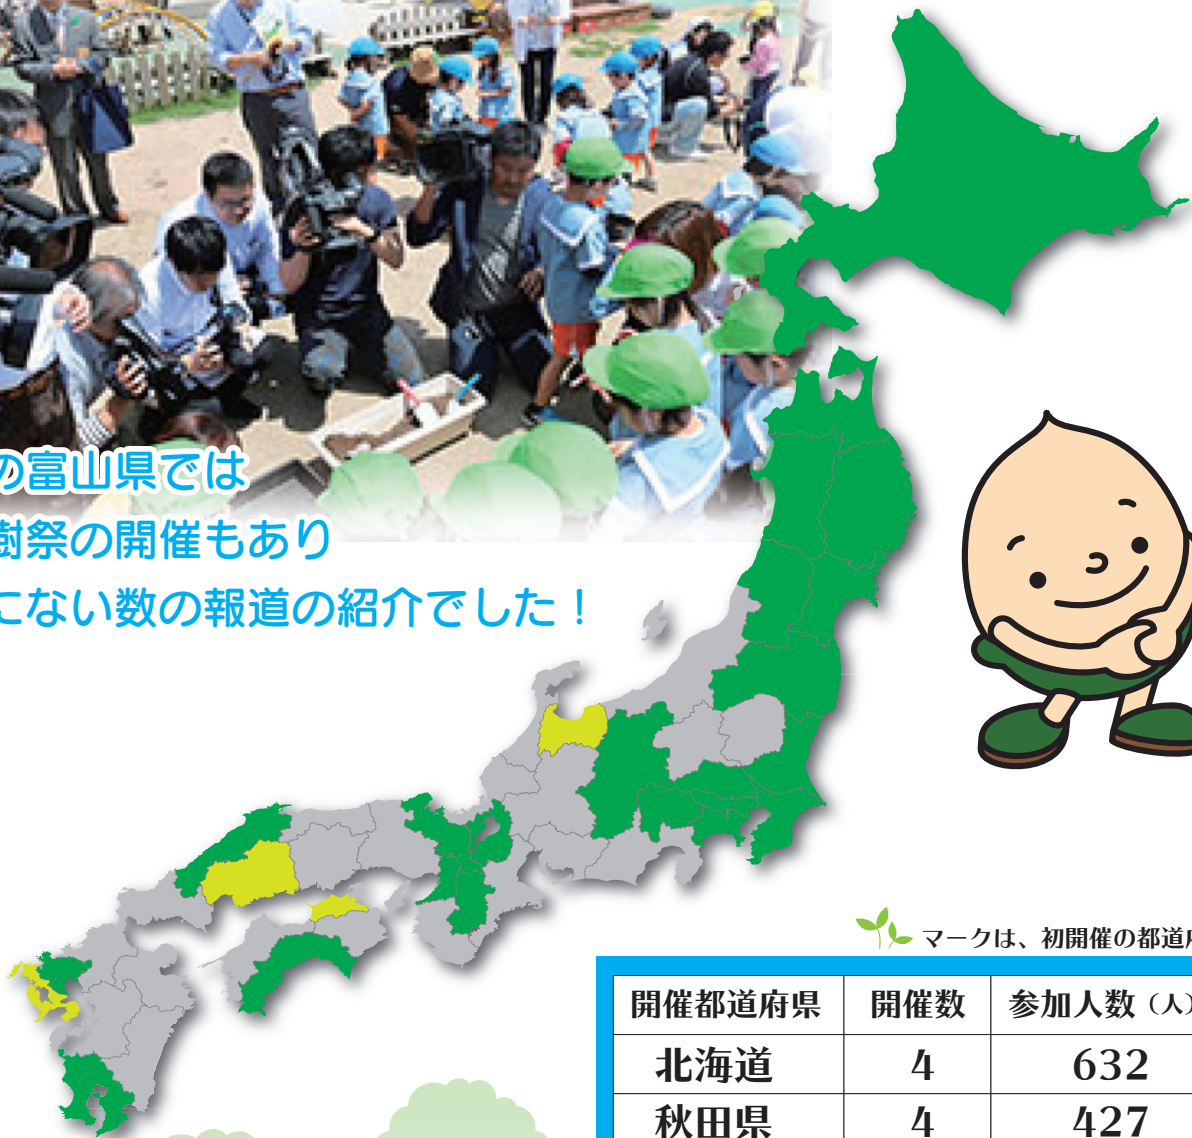 の富山県では
樹祭の開催もあり
にない数の報道の紹介でした！
マークは、初開催の都道府
開催都道府県 開催数 参加人数（人）
北海道 4 632
秋田県 4 427